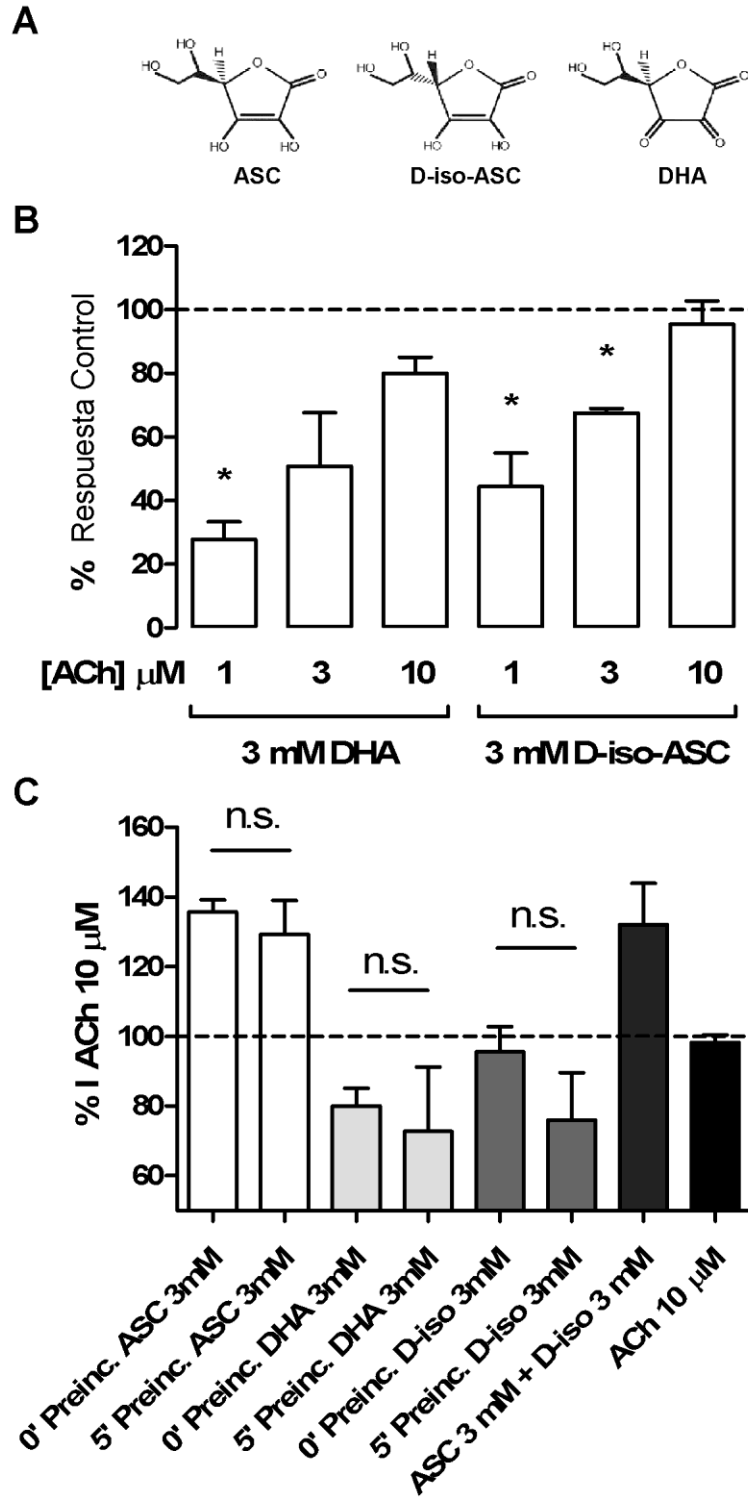 A
HO
H
HO
O
O
HO
HO
ASC
HO
H
HO
O
O
HO
HO
D-iso-ASC
HO
H
HO
O
O
O
O
DHA
B
% Respuesta Control
120
100
80
60
40
20
0
*
*
*
[ACh] μM 1 3 10 1 3 10
3 mM DHA 3 mM D-iso-ASC
C
% I ACh 10 μM
160
140
120
100
80
60
n.s.
n.s.
n.s.
0' Preinc. ASC 3mM
5' Preinc. ASC 3mM
0' Preinc. DHA 3mM
5' Preinc. DHA 3mM
0' Preinc. D-iso 3mM
5' Preinc. D-iso 3mM
ASC 3 mM + D-iso 3 mM
ACh 10 μM